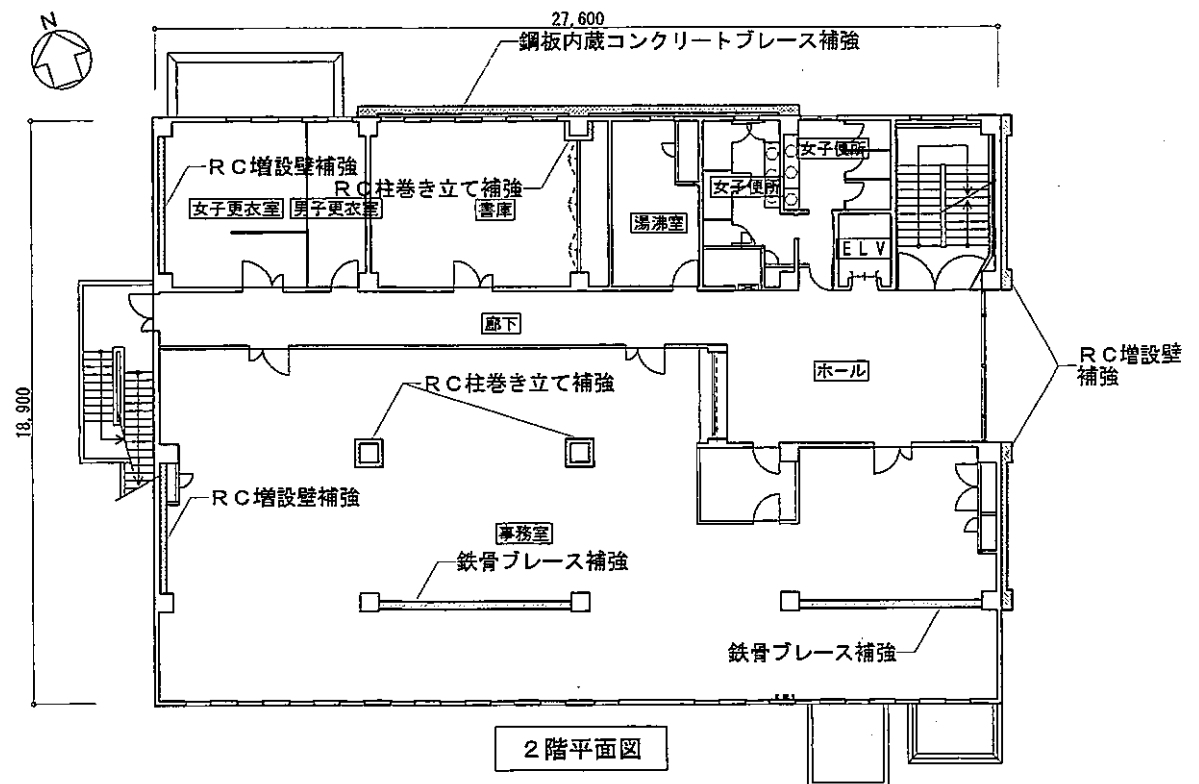 N
27,600
鋼板内蔵コンクリートブレース補強
RC増設壁補強
RC柱巻き立て補強
女子便所
女子便所
女子更衣室
男子更衣室
書庫
湯沸室
ELV
廊下
ホール
RC増設壁
補強
18,900
RC柱巻き立て補強
RC増設壁補強
事務室
鉄骨ブレース補強
鉄骨ブレース補強
2階平面図